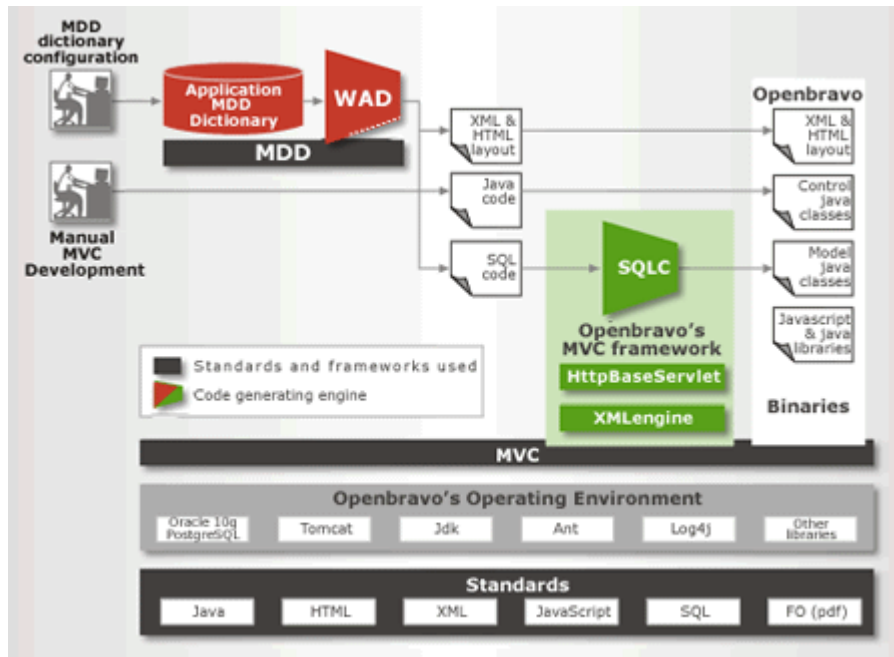 MDD
dictionary
configuration
Application
MDD
Dictionary
WAD
MDD
Openbravo
XML &
HTML
layout
XML &
HTML
layout
Manual
MVC
Development
Java
code
Control
java
classes
SQL
code
SQLC
Model
java
classes
Openbravo's
MVC framework
HttpBaseServlet
XMLengine
Javascript
& java
libraries
Binaries
Standards and frameworks used
Code generating engine
MVC
Openbravo's Operating Environment
Oracle 10g
PostgreSQL
Tomcat
Jdk
Ant
Log4j
Other
libraries
Standards
Java
HTML
XML
JavaScript
SQL
FO (pdf)